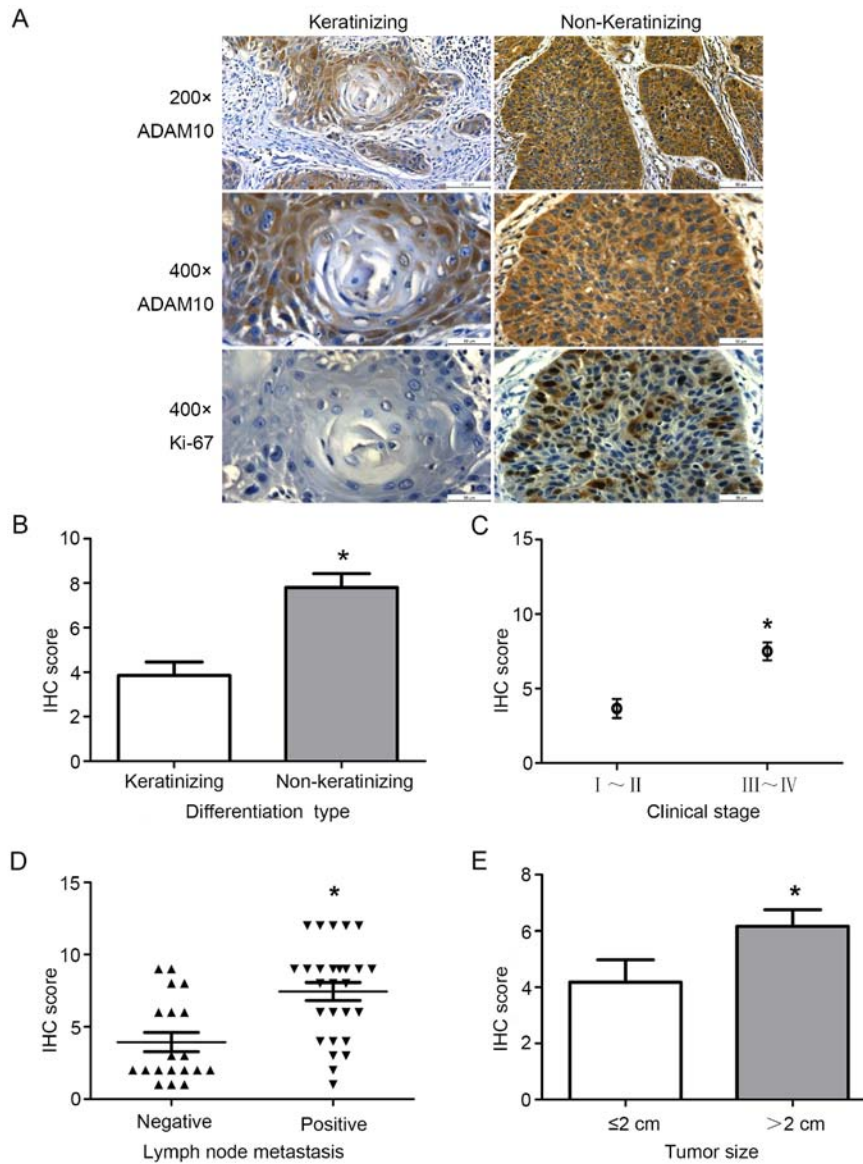 A
Keratinizing
Non-Keratinizing
200×
ADAM10
400×
ADAM10
400×
Ki-67
B
IHC score
10
8
6
4
2
0
*
Keratinizing
Non-keratinizing
Differentiation type
C
IHC score
15
10
5
0
*
I～II
III～IV
Clinical stage
D
IHC score
15
10
5
0
*
Negative
Positive
Lymph node metastasis
E
IHC score
8
6
4
2
0
*
≤2 cm
＞2 cm
Tumor size